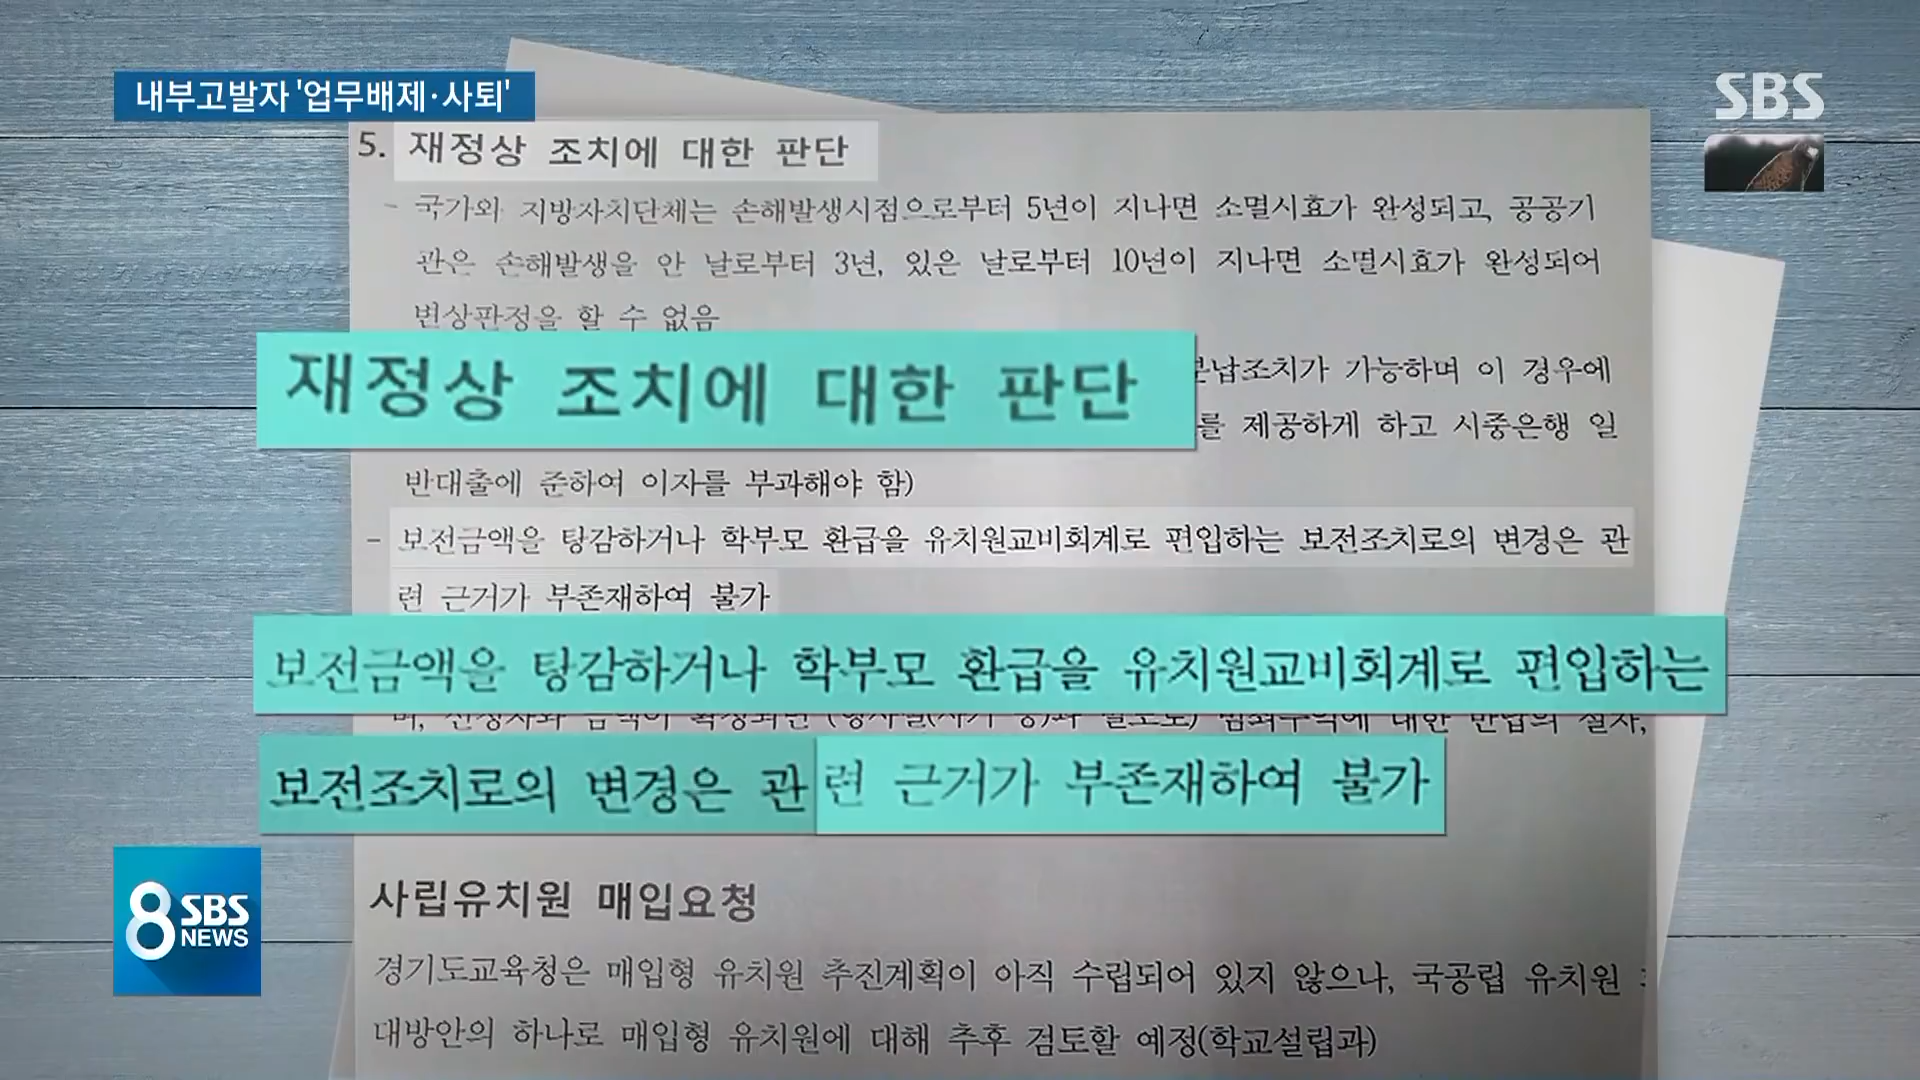 내부고발자 '업무배제·사퇴'
SBS
5. 재정상 조치에 대한 판단
- 국가와 지방자치단체는 손해발생시점으로부터 5년이 지나면 소멸시효가 완성되고, 공공기
관은 손해발생을 안 날로부터 3년, 있은 날로부터 10년이 지나면 소멸시효가 완성되어
변상판정을 할 수 없음
재정상 조치에 대한 판단
분납조치가 가능하며 이 경우에
를 제공하게 하고 시중은행 일
반대출에 준하여 이자를 부과해야 함)
- 보전금액을 탕감하거나 학부모 환급을 유치원교비회계로 편입하는 보전조치로의 변경은 관
련 근거가 부존재하여 불가
보전금액을 탕감하거나 학부모 환급을 유치원교비회계로 편입하는
대한 반납의 절차,
보전조치로의 변경은 관련 근거가 부존재하여 불가
사립유치원 매입요청
경기도교육청은 매입형 유치원 추진계획이 아직 수립되어 있지 않으나, 국공립 유치원
대방안의 하나로 매입형 유치원에 대해 추후 검토할 예정(학교설립과)
8 SBS NEWS